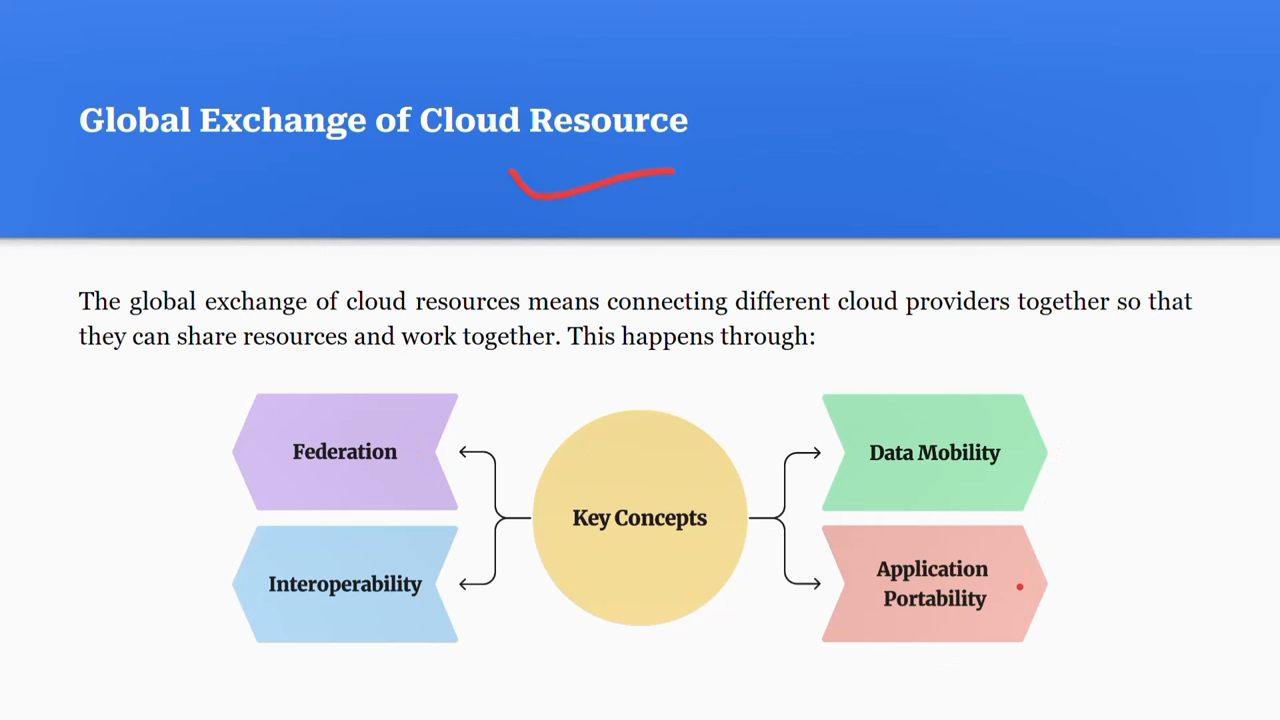 Global Exchange of Cloud Resource
The global exchange of cloud resources means connecting different cloud providers together so that
they can share resources and work together. This happens through:
Federation
Data Mobility
Key Concepts
Interoperability
Application
Portability